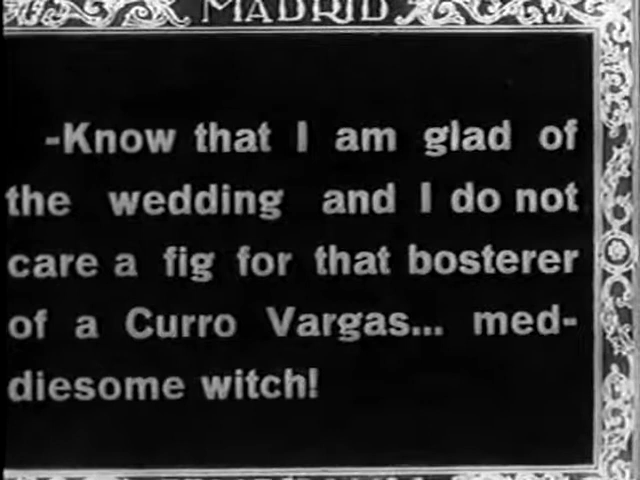 MADRID
-Know that I am glad of
the wedding and I do not
care a fig for that bosterer
of a Curro Vargas... med-
diesome witch!